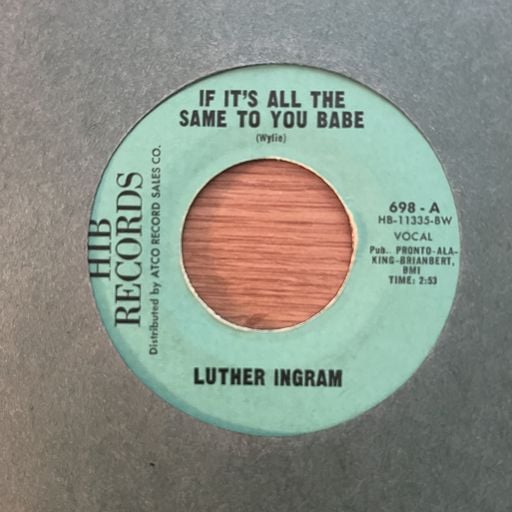 IF IT'S ALL THE
SAME TO YOU BABE
(Wylie)
HIB
RECORDS
Distributed by ATCO RECORD SALES CO.
698 - A
HB-11335-BW
VOCAL
Pub., PRONTO-ALA-
KING-BRIANBERT,
BMI
TIME: 2:53
LUTHER INGRAM